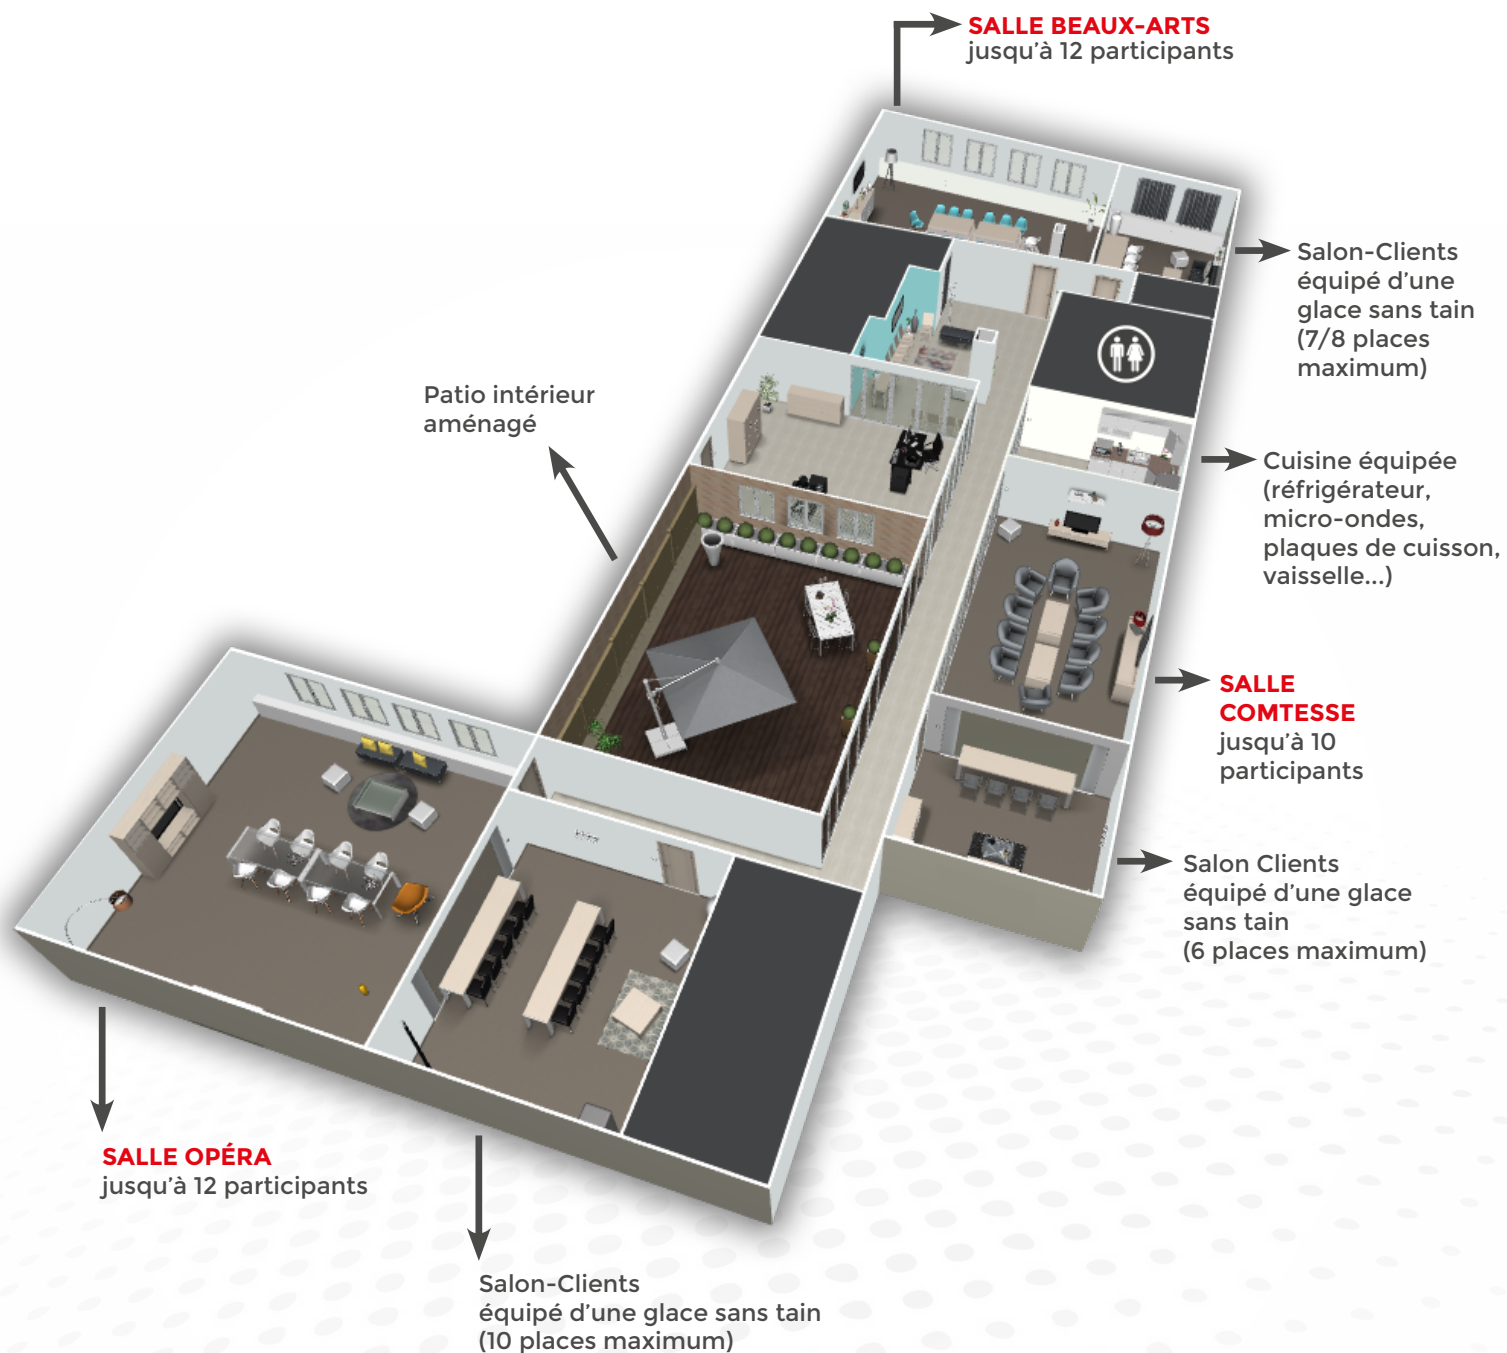 SALLE BEAUX-ARTS
jusqu'à 12 participants
Salon-Clients
équipé d'une
glace sans tain
(7/8 places
maximum)
Patio intérieur
aménagé
Cuisine équipée
(réfrigérateur,
micro-ondes,
plaques de cuisson,
vaisselle...)
SALLE
COMTESSE
jusqu'à 10
participants
Salon Clients
équipé d'une glace
sans tain
(6 places maximum)
SALLE OPÉRA
jusqu'à 12 participants
Salon-Clients
équipé d'une glace sans tain
(10 places maximum)